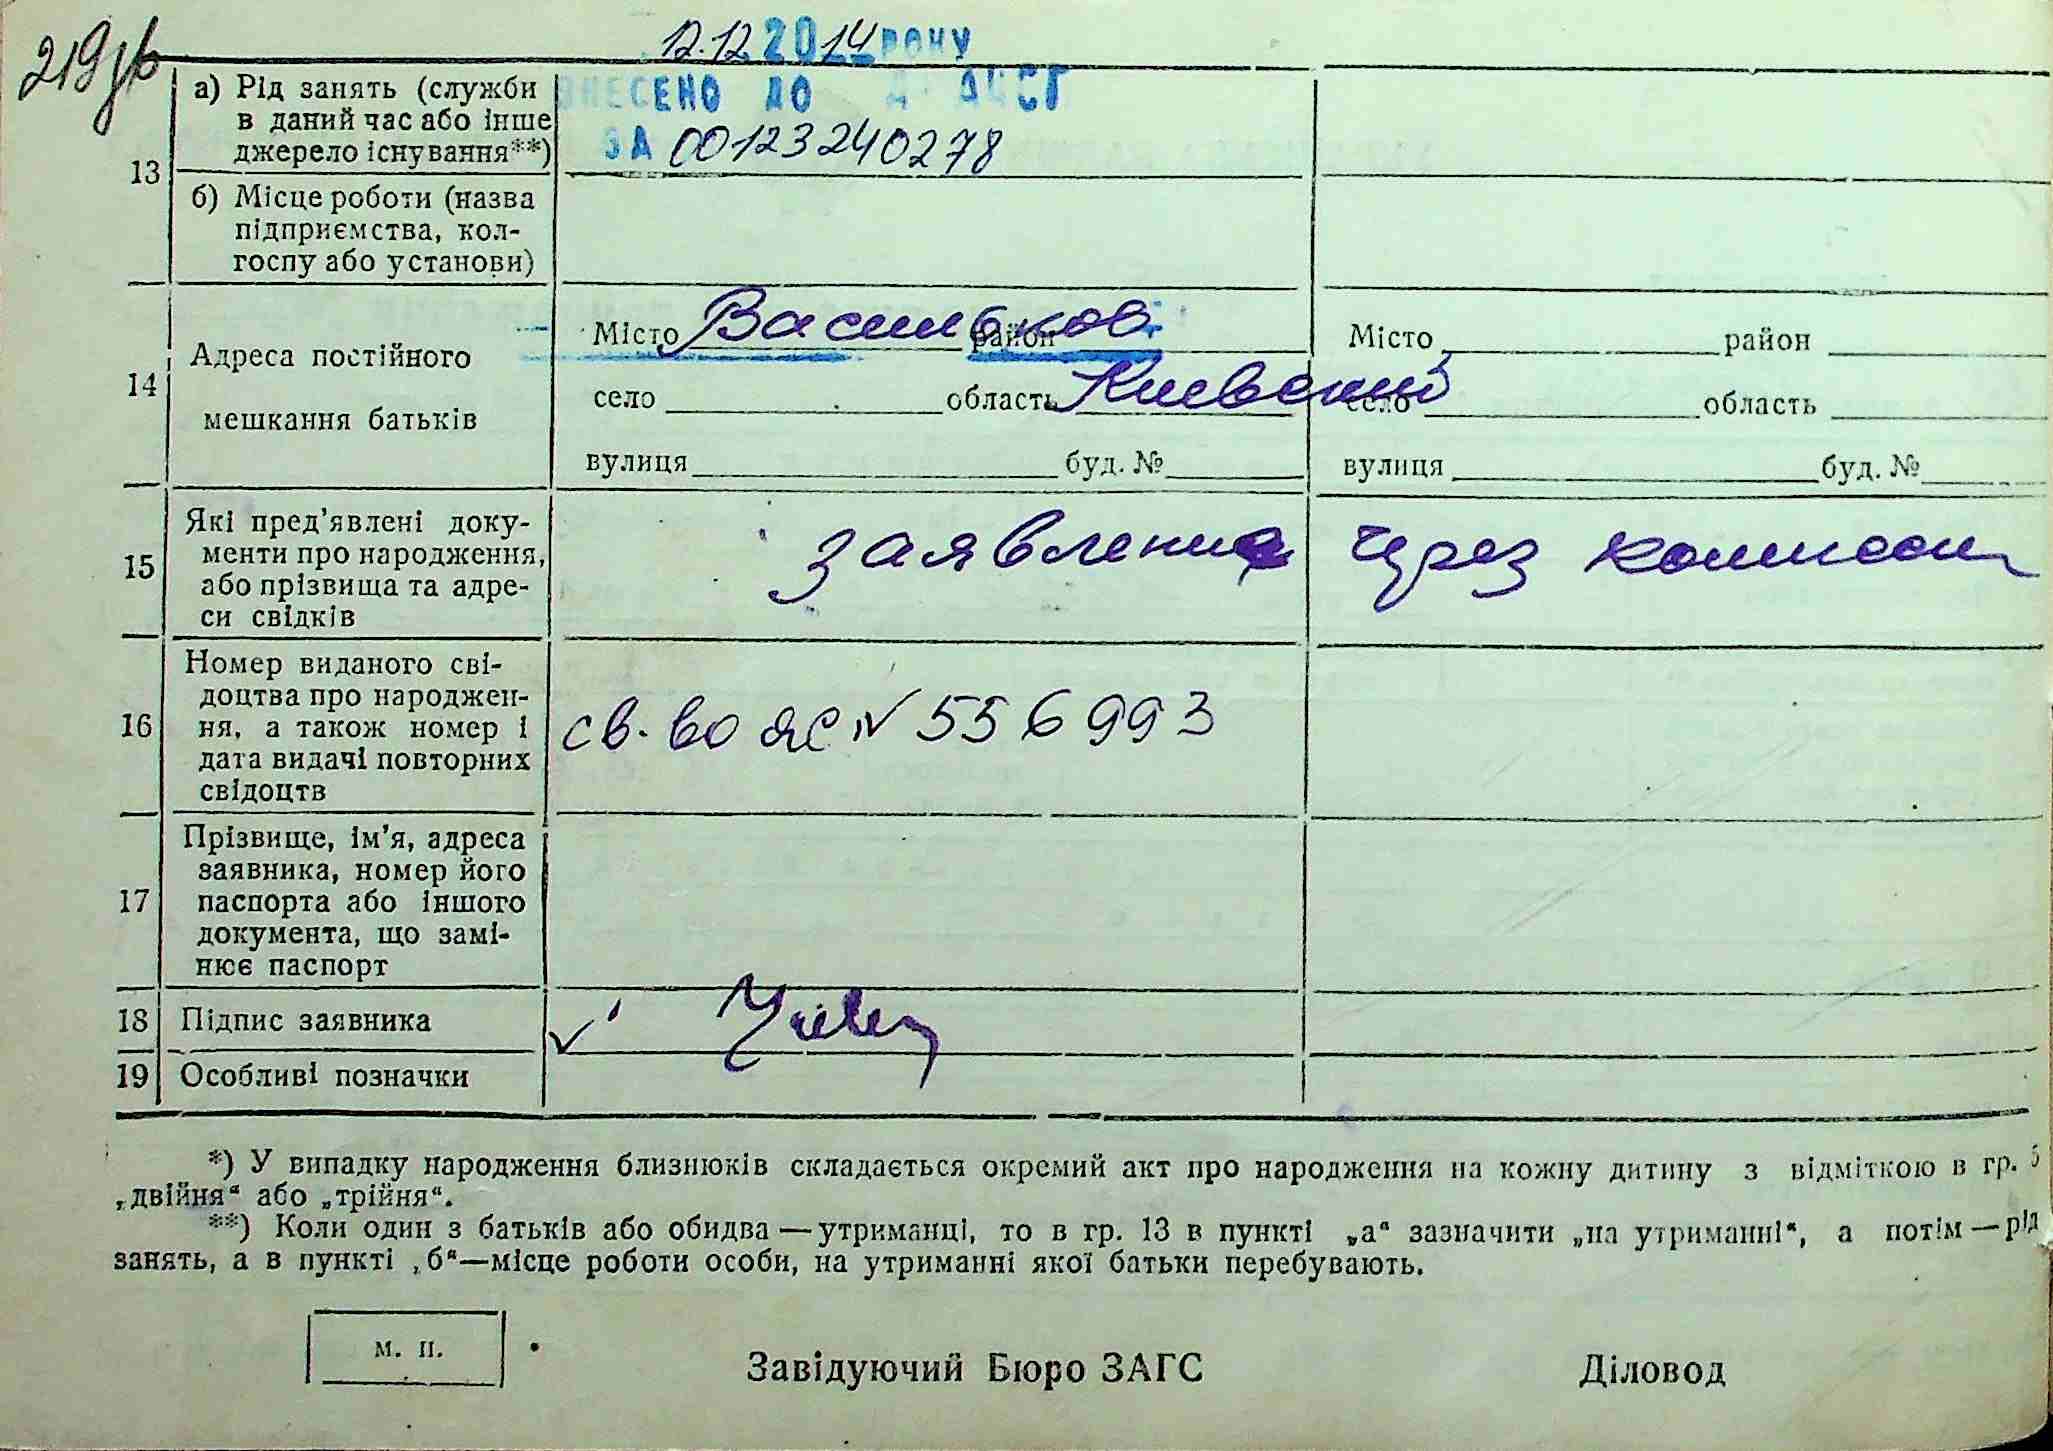 219зв
12.12.2014 РОКУ
ВНЕСЕНО ДО ДРАЦСГ
ЗА 00123240278
13
а) Рід занять (служби
в даний час або інше
джерело існування**)
б) Місце роботи (назва
підприємства, кол-
госпу або установи)
14
Адреса постійного
мешкання батьків
Місто Васильков район
село область Киевский
вулиця буд. №
Місто район
село область
вулиця буд. №
15
Які пред’явлені доку-
менти про народження,
або прізвища та адре-
си свідків
заявление через комисси
16
Номер виданого сві-
доцтва про народжен-
ня, а також номер і
дата видачі повторних
свідоцтв
св-во ЯС № 556993
17
Прізвище, ім’я, адреса
заявника, номер його
паспорта або іншого
документа, що замі-
нює паспорт
18 Підпис заявника
19 Особливі позначки
*) У випадку народження близнюків складається окремий акт про народження на кожну дитину з відміткою в гр. 5
„двійня“ або „трійня“.
**) Коли один з батьків або обидва — утриманці, то в гр. 13 в пункті „а“ зазначити „на утриманні“, а потім — рід
занять, а в пункті „б“—місце роботи особи, на утриманні якої батьки перебувають.
м. п.
Завідуючий Бюро ЗАГС
Діловод